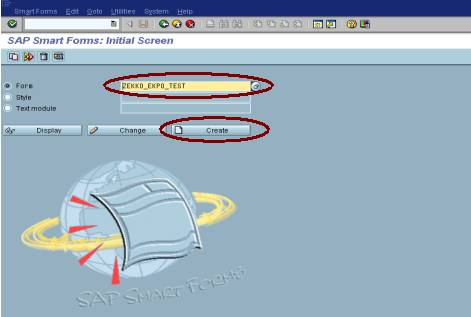 Smart Forms Edit Goto Utilities System Help
SAP Smart Forms: Initial Screen
Form ZEKKO_EXPO_TEST
Style
Text module
Display Change Create
SAP SMART FORMS